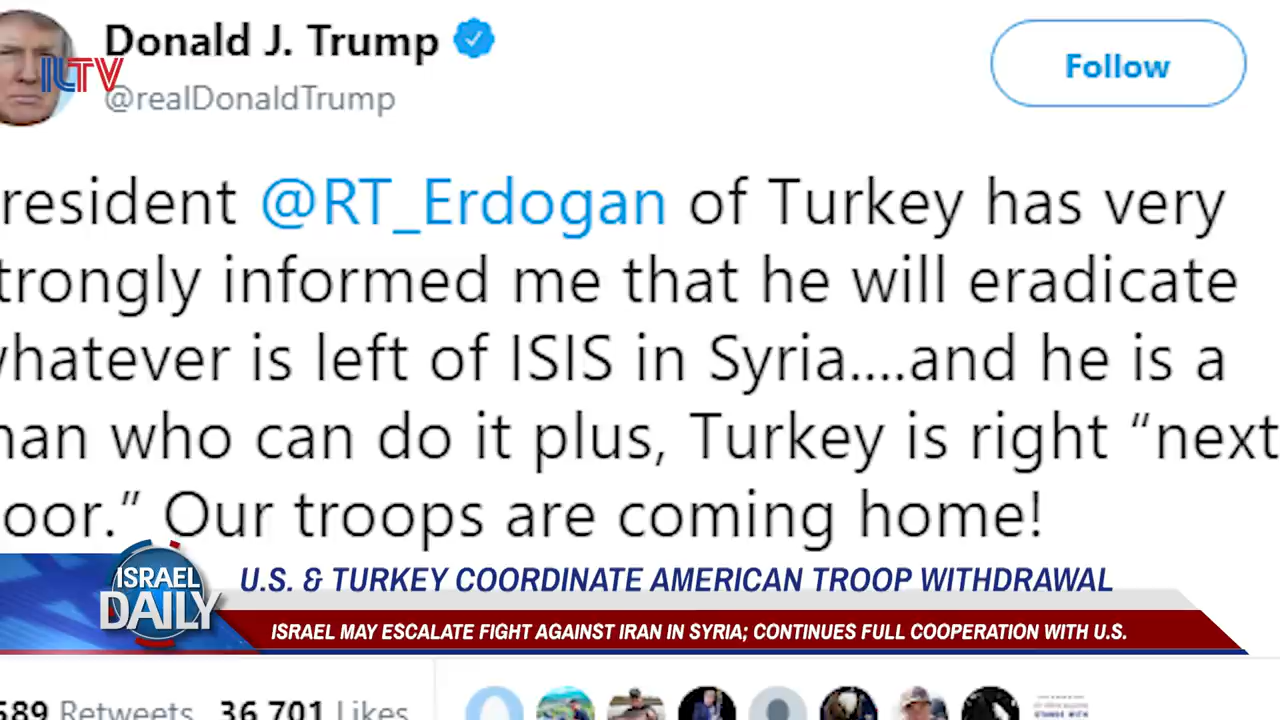 Donald J. Trump
ILTV
@realDonaldTrump
Follow
resident @RT_Erdogan of Turkey has very
trongly informed me that he will eradicate
hatever is left of ISIS in Syria....and he is a
an who can do it plus, Turkey is right “next
oor.” Our troops are coming home!
ISRAEL
DAILY
U.S. & TURKEY COORDINATE AMERICAN TROOP WITHDRAWAL
ISRAEL MAY ESCALATE FIGHT AGAINST IRAN IN SYRIA; CONTINUES FULL COOPERATION WITH U.S.
589 Retweets 36,701 Likes